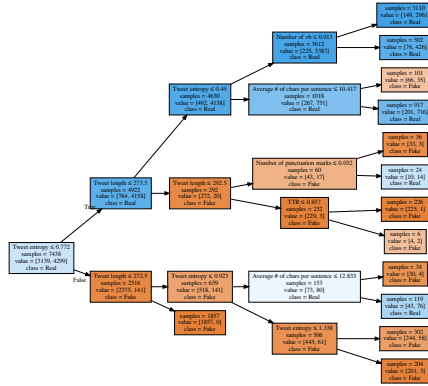 Tweet entropy ≤ 0.772
samples = 7438
value = [3139, 4299]
class = Real
True
False
Tweet length ≤ 273.5
samples = 4922
value = [764, 4158]
class = Real
Tweet length ≤ 272.5
samples = 2516
value = [2375, 141]
class = Fake
Tweet entropy ≤ 0.45
samples = 4630
value = [492, 4138]
class = Real
Tweet length ≤ 292.5
samples = 292
value = [272, 20]
class = Fake
Tweet entropy ≤ 0.923
samples = 659
value = [518, 141]
class = Fake
samples = 1857
value = [1857, 0]
class = Fake
Number of vb ≤ 0.013
samples = 3612
value = [225, 3387]
class = Real
Average # of chars per sentence ≤ 10.417
samples = 1018
value = [267, 751]
class = Real
Number of punctuation marks ≤ 0.032
samples = 60
value = [43, 17]
class = Fake
TTR ≤ 0.857
samples = 232
value = [229, 3]
class = Fake
Average # of chars per sentence ≤ 12.833
samples = 153
value = [73, 80]
class = Real
Tweet entropy ≤ 1.338
samples = 506
value = [445, 61]
class = Fake
samples = 3110
value = [149, 296
class = Real
samples = 502
value = [76, 426]
class = Real
samples = 101
value = [66, 35]
class = Fake
samples = 917
value = [201, 716]
class = Real
samples = 36
value = [33, 3]
class = Fake
samples = 24
value = [10, 14]
class = Real
samples = 226
value = [225, 1]
class = Fake
samples = 6
value = [4, 2]
class = Fake
samples = 34
value = [30, 4]
class = Fake
samples = 119
value = [43, 76]
class = Real
samples = 302
value = [244, 58]
class = Fake
samples = 204
value = [201, 3]
class = Fake